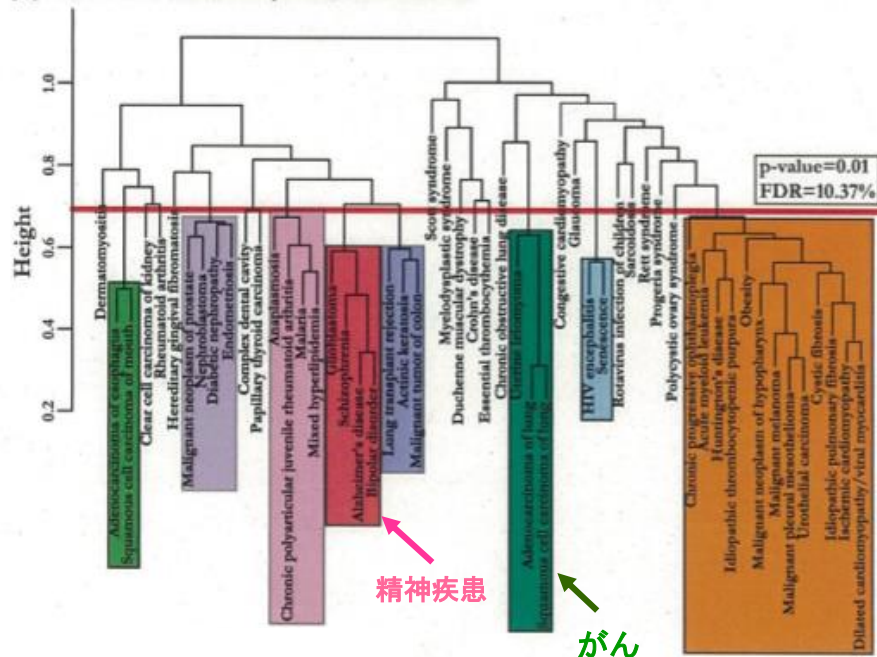 Height
1.0
0.8
0.6
0.4
0.2
p-value=0.01
FDR=10.37%
Dermatomyositis
Adenocarcinoma of esophagus
Squamous cell carcinoma of mouth
Clear cell carcinoma of kidney
Rheumatoid arthritis
Hereditary gingival fibromatosis
Malignant neoplasm of prostate
Nephroblastoma
Diabetic nephropathy
Endometriosis
Complex dental cavity
Papillary thyroid carcinoma
Anaplasmosis
Chronic polyarticular juvenile rheumatoid arthritis
Malaria
Mixed hyperlipidemia
Glioblastoma
Schizophrenia
Alzheimer's disease
Bipolar disorder
Lung transplant rejection
Actinic keratosis
Malignant tumor of colon
Scott syndrome
Myelodysplastic syndrome
Duchenne muscular dystrophy
Crohn's disease
Essential thrombocythemia
Chronic obstructive lung disease
Uterine leiomyoma
Adenocarcinoma of lung
Squamous cell carcinoma of lung
Congestive cardiomyopathy
Glaucoma
HIV encephalitis
Senescence
Rotavirus infection of children
Sarcoidosis
Rett syndrome
Progeria syndrome
Polycystic ovary syndrome
Chronic progressive ophthalmoplegia
Acute myeloid leukemia
Huntington's disease
Idiopathic thrombocytopenic purpura
Obesity
Malignant neoplasm of hypopharynx
Malignant melanoma
Malignant pleural mesothelioma
Urothelial carcinoma
Cystic fibrosis
Idiopathic pulmonary fibrosis
Ischemic cardiomyopathy
Dilated cardiomyopathy/viral myocarditis
精神疾患
がん